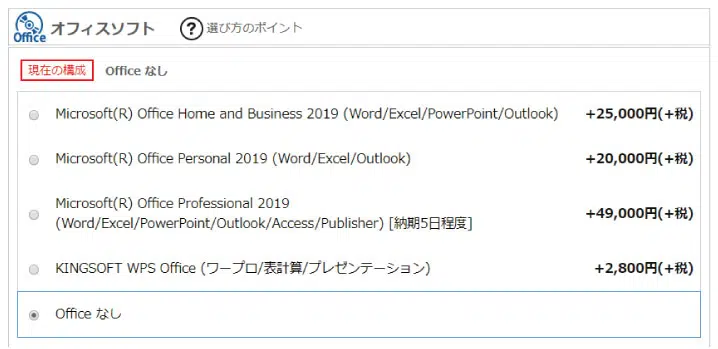 Office オフィスソフト ? 選び方のポイント
現在の構成 Office なし
Microsoft(R) Office Home and Business 2019 (Word/Excel/PowerPoint/Outlook) +25,000円(+税)
Microsoft(R) Office Personal 2019 (Word/Excel/Outlook) +20,000円(+税)
Microsoft(R) Office Professional 2019
(Word/Excel/PowerPoint/Outlook/Access/Publisher) [納期5日程度] +49,000円(+税)
KINGSOFT WPS Office (ワープロ/表計算/プレゼンテーション) +2,800円(+税)
Office なし